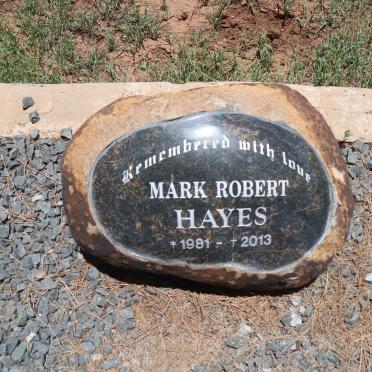 Remembered with love
MARK ROBERT
HAYES
*1981 - †2013